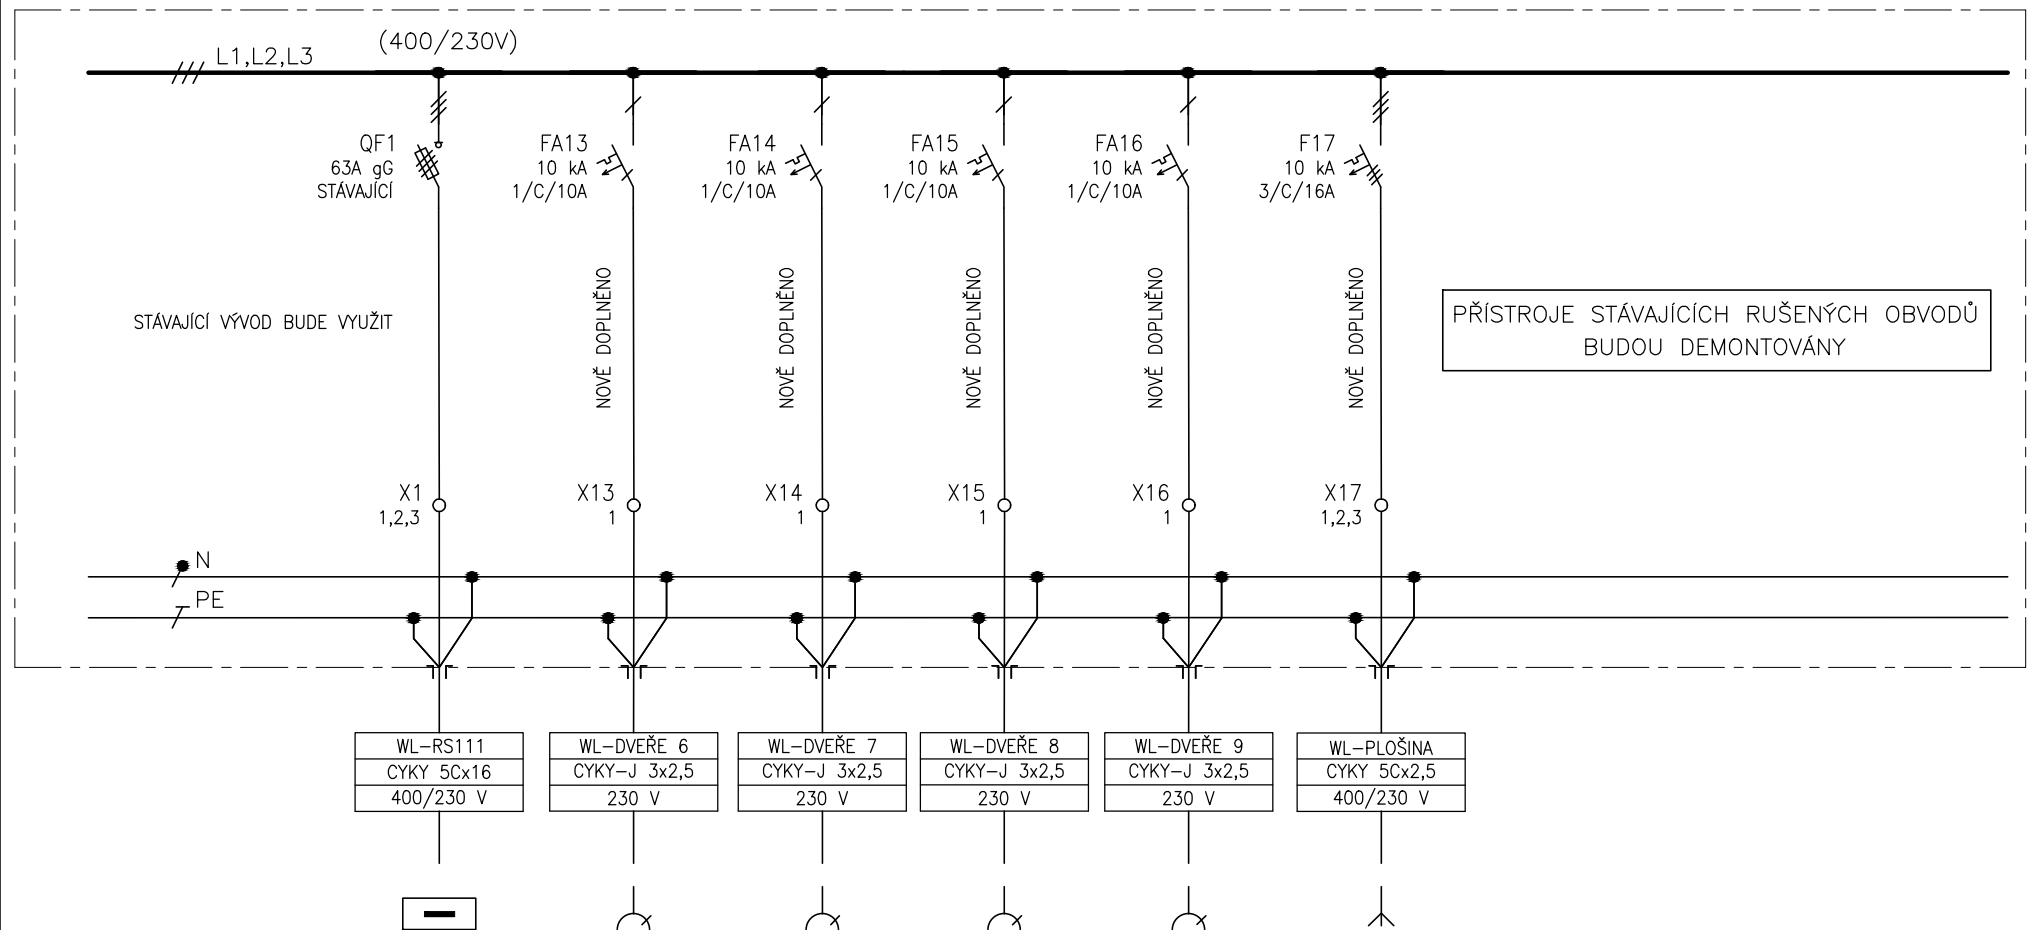 (400/230V)
L1,L2,L3
QF1
63A gG
STÁVAJÍCÍ
FA13
10 kA
1/C/10A
FA14
10 kA
1/C/10A
FA15
10 kA
1/C/10A
FA16
10 kA
1/C/10A
F17
10 kA
3/C/16A
STÁVAJÍCÍ VÝVOD BUDE VYUŽIT
NOVĚ DOPLNĚNO
NOVĚ DOPLNĚNO
NOVĚ DOPLNĚNO
NOVĚ DOPLNĚNO
NOVĚ DOPLNĚNO
PŘÍSTROJE STÁVAJÍCÍCH RUŠENÝCH OBVODŮ
BUDOU DEMONTOVÁNY
X1
1,2,3
X13
1
X14
1
X15
1
X16
1
X17
1,2,3
N
PE
WL-RS111
CYKY 5Cx16
400/230 V
WL-DVEŘE 6
CYKY-J 3x2,5
230 V
WL-DVEŘE 7
CYKY-J 3x2,5
230 V
WL-DVEŘE 8
CYKY-J 3x2,5
230 V
WL-DVEŘE 9
CYKY-J 3x2,5
230 V
WL-PLOŠINA
CYKY 5Cx2,5
400/230 V